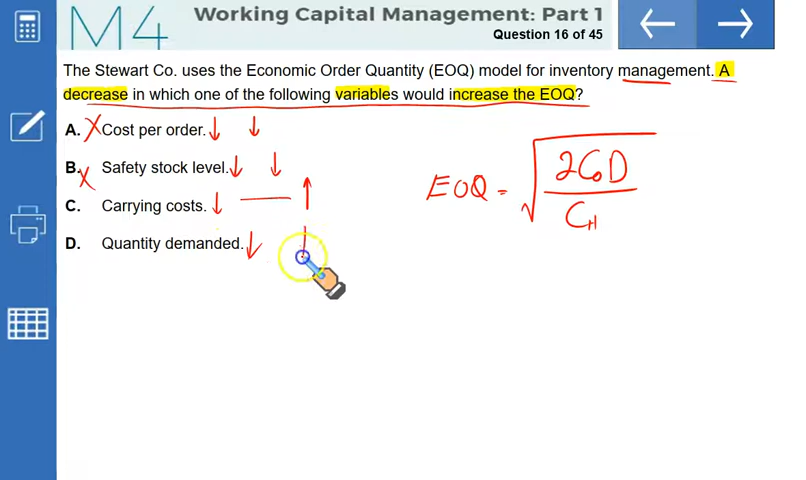 M4
Working Capital Management: Part 1
Question 16 of 45
The Stewart Co. uses the Economic Order Quantity (EOQ) model for inventory management. A
decrease in which one of the following variables would increase the EOQ?
A. X Cost per order. ↓ ↓
B. X Safety stock level. ↓ ↓
C. Carrying costs. ↓ — ↑
D. Quantity demanded. ↓
EOQ = √(2C₀D / C_H)